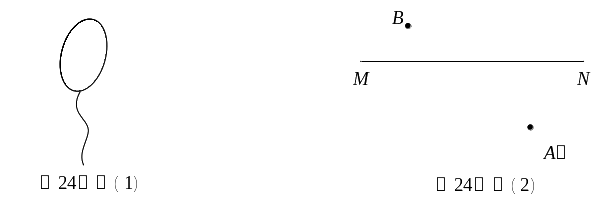 B
M N
A□
□ 24□ □ ( 1)
□ 24□ □ ( 2)